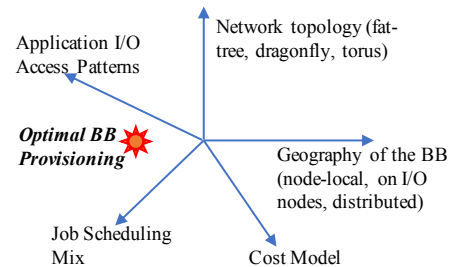 Network topology (fat-
tree, dragonfly, torus)
Application I/O
Access Patterns
Optimal BB
Provisioning
Geography of the BB
(node-local, on I/O
nodes, distributed)
Job Scheduling
Mix
Cost Model